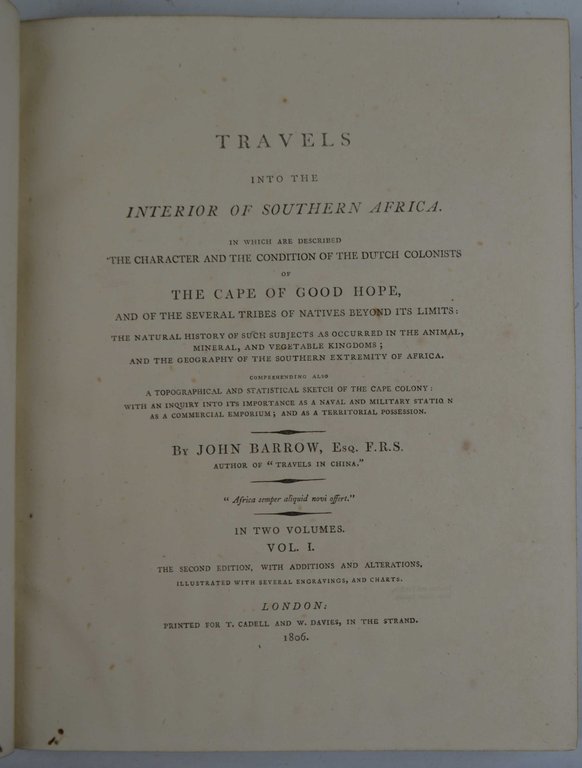 TRAVELS
INTO THE
INTERIOR OF SOUTHERN AFRICA.
IN WHICH ARE DESCRIBED
THE CHARACTER AND THE CONDITION OF THE DUTCH COLONISTS
OF
THE CAPE OF GOOD HOPE,
AND OF THE SEVERAL TRIBES OF NATIVES BEYOND ITS LIMITS:
THE NATURAL HISTORY OF SUCH SUBJECTS AS OCCURRED IN THE ANIMAL,
MINERAL, AND VEGETABLE KINGDOMS;
AND THE GEOGRAPHY OF THE SOUTHERN EXTREMITY OF AFRICA.
COMPREHENDING ALSO
A TOPOGRAPHICAL AND STATISTICAL SKETCH OF THE CAPE COLONY:
WITH AN INQUIRY INTO ITS IMPORTANCE AS A NAVAL AND MILITARY STATION
AS A COMMERCIAL EMPORIUM; AND AS A TERRITORIAL POSSESSION.
BY JOHN BARROW, ESQ. F.R.S.
AUTHOR OF "TRAVELS IN CHINA."
"Africa semper aliquid novi offert."
IN TWO VOLUMES.
VOL. I.
THE SECOND EDITION, WITH ADDITIONS AND ALTERATIONS,
ILLUSTRATED WITH SEVERAL ENGRAVINGS, AND CHARTS.
LONDON:
PRINTED FOR T. CADELL AND W. DAVIES, IN THE STRAND.
1806.